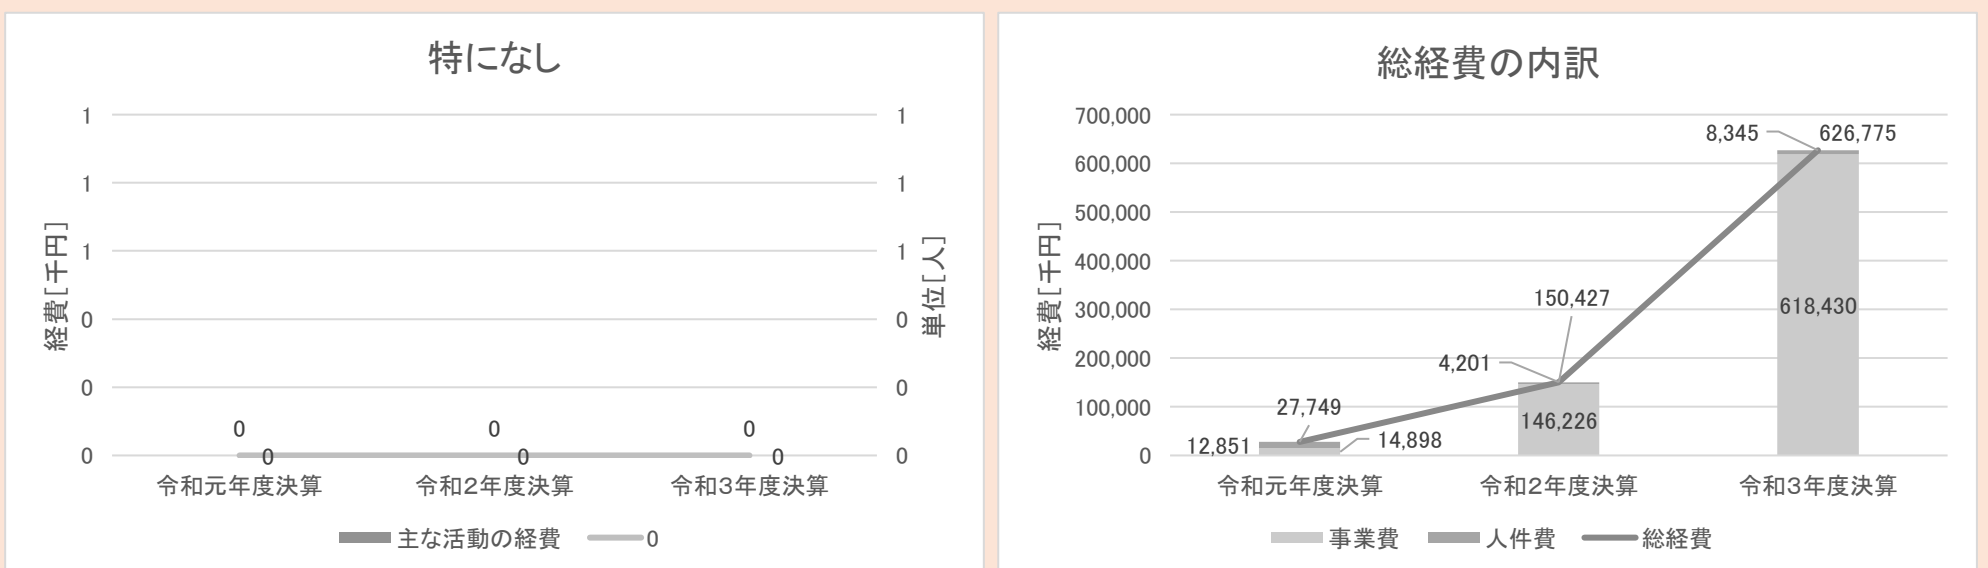 特になし
1
1
1
0
0
0
経費[千円]
1
1
1
0
0
0
単位[人]
0
0
0
0
0
0
令和元年度決算
令和２年度決算
令和３年度決算
主な活動の経費
0
総経費の内訳
700,000
600,000
500,000
400,000
300,000
200,000
100,000
0
経費[千円]
8,345
626,775
618,430
150,427
4,201
146,226
27,749
12,851
14,898
令和元年度決算
令和２年度決算
令和３年度決算
事業費
人件費
総経費